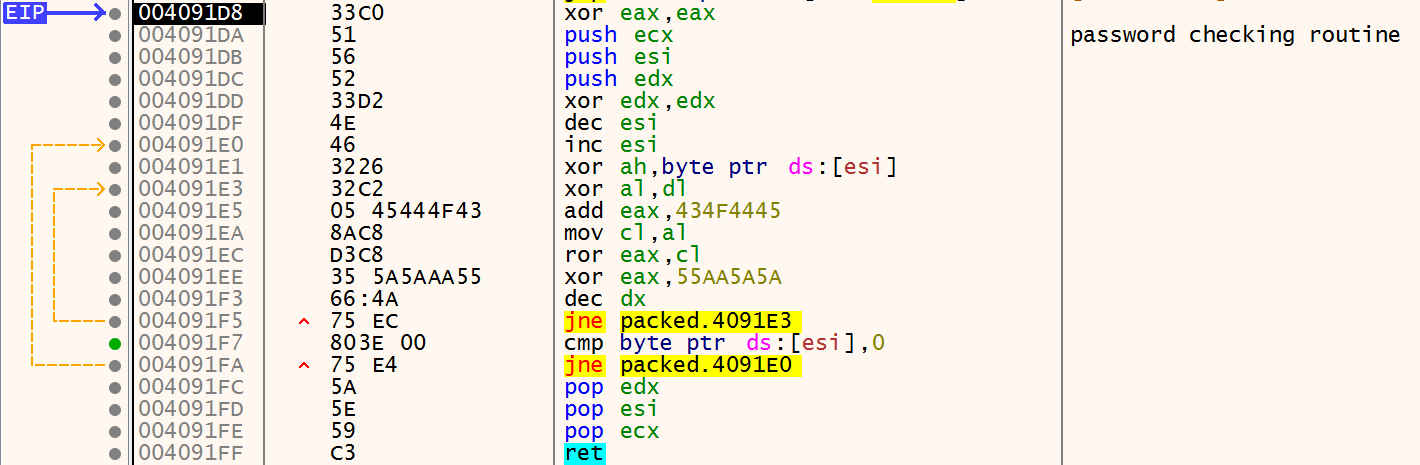 EIP 004091D8 33C0 xor eax,eax
004091DA 51 push ecx password checking routine
004091DB 56 push esi
004091DC 52 push edx
004091DD 33D2 xor edx,edx
004091DF 4E dec esi
004091E0 46 inc esi
004091E1 3226 xor ah,byte ptr ds:[esi]
004091E3 32C2 xor al,dl
004091E5 05 45444F43 add eax,434F4445
004091EA 8AC8 mov cl,al
004091EC D3C8 ror eax,cl
004091EE 35 5A5AAA55 xor eax,55AA5A5A
004091F3 66:4A dec dx
004091F5 75 EC jne packed.4091E3
004091F7 803E 00 cmp byte ptr ds:[esi],0
004091FA 75 E4 jne packed.4091E0
004091FC 5A pop edx
004091FD 5E pop esi
004091FE 59 pop ecx
004091FF C3 ret